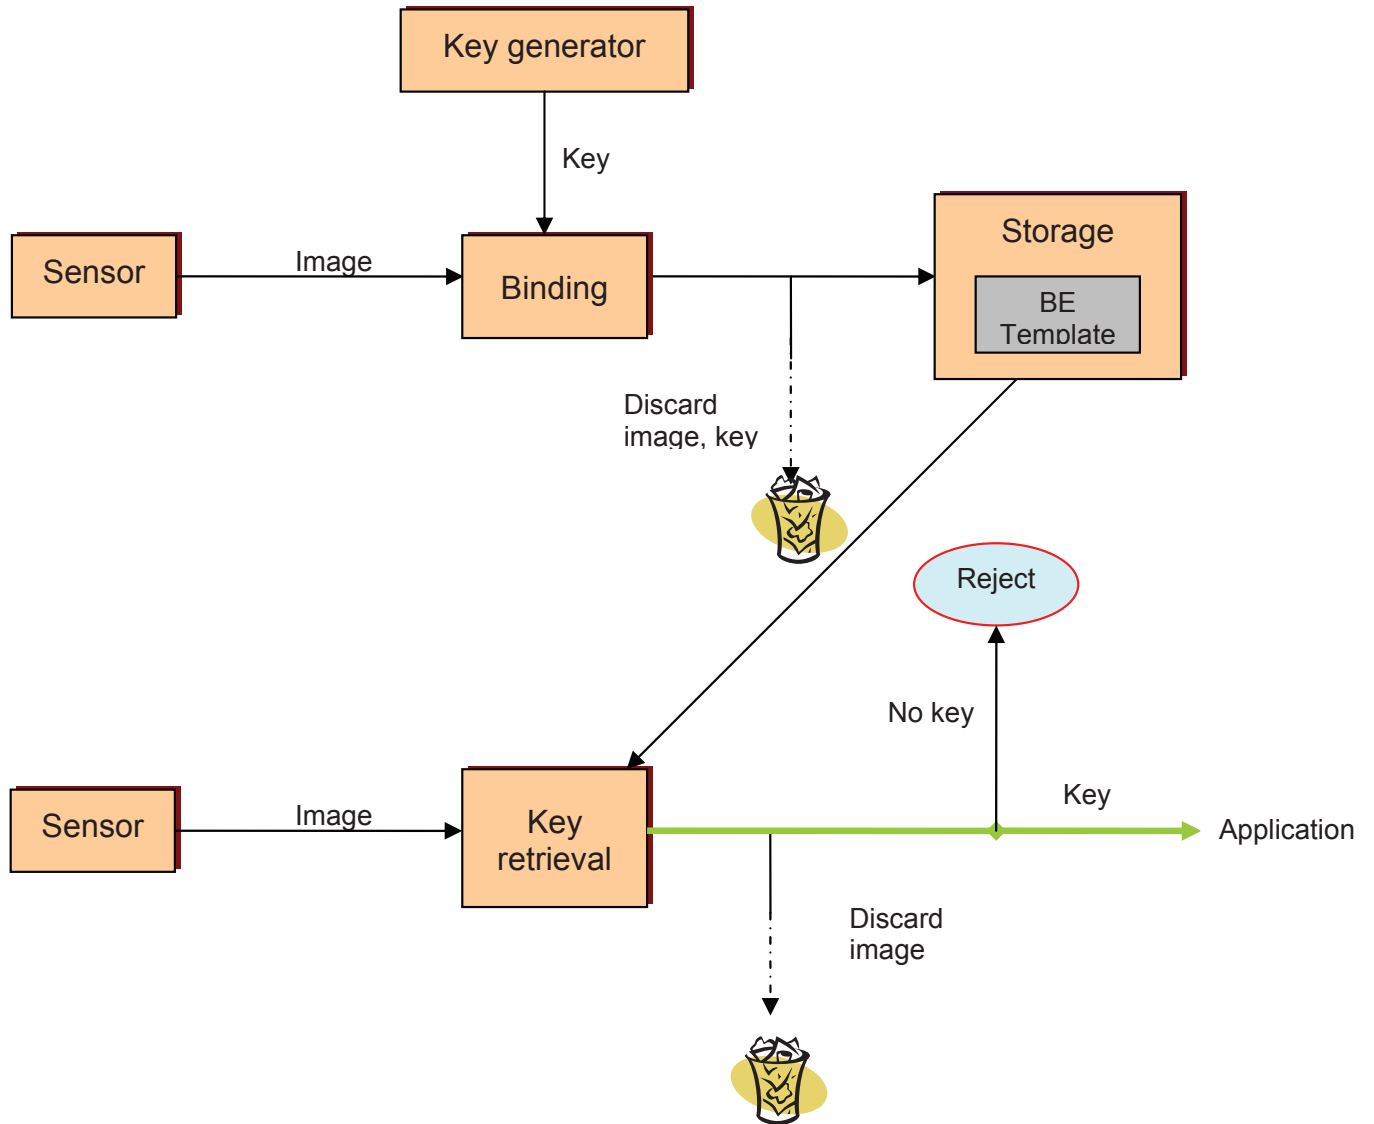 Key generator
Key
Sensor
Image
Binding
Storage
BE
Template
Discard
image, key
Reject
No key
Sensor
Image
Key
retrieval
Key
Application
Discard
image